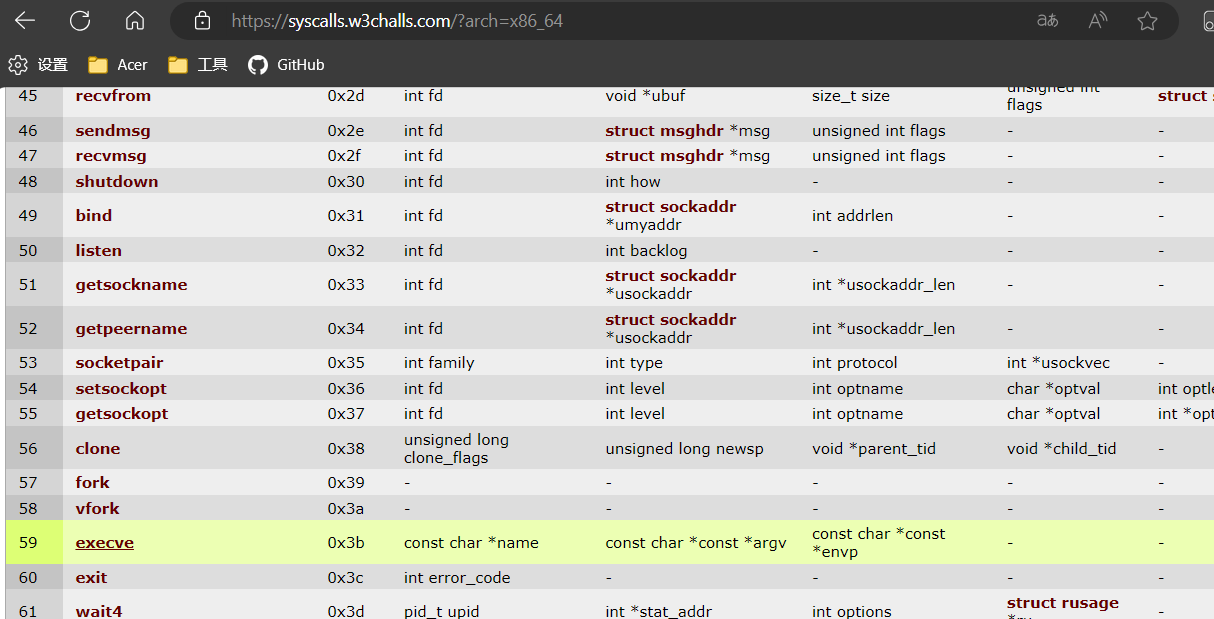 https://syscalls.w3challs.com/?arch=x86_64
設置 Acer 工具 GitHub
45 recvfrom 0x2d int fd void *ubuf size_t size unsigned int flags struct
46 sendmsg 0x2e int fd struct msghdr *msg unsigned int flags - -
47 recvmsg 0x2f int fd struct msghdr *msg unsigned int flags - -
48 shutdown 0x30 int fd int how - - -
49 bind 0x31 int fd struct sockaddr *umyaddr int addrlen - -
50 listen 0x32 int fd int backlog - - -
51 getsockname 0x33 int fd struct sockaddr *usockaddr int *usockaddr_len - -
52 getpeername 0x34 int fd struct sockaddr *usockaddr int *usockaddr_len - -
53 socketpair 0x35 int family int type int protocol int *usockvec -
54 setsockopt 0x36 int fd int level int optname char *optval int optl
55 getsockopt 0x37 int fd int level int optname char *optval int *opt
56 clone 0x38 unsigned long clone_flags unsigned long newsp void *parent_tid void *child_tid -
57 fork 0x39 - - - - -
58 vfork 0x3a - - - - -
59 execve 0x3b const char *name const char *const *argv const char *const *envp - -
60 exit 0x3c int error_code - - - -
61 wait4 0x3d pid_t upid int *stat_addr int options struct rusage -